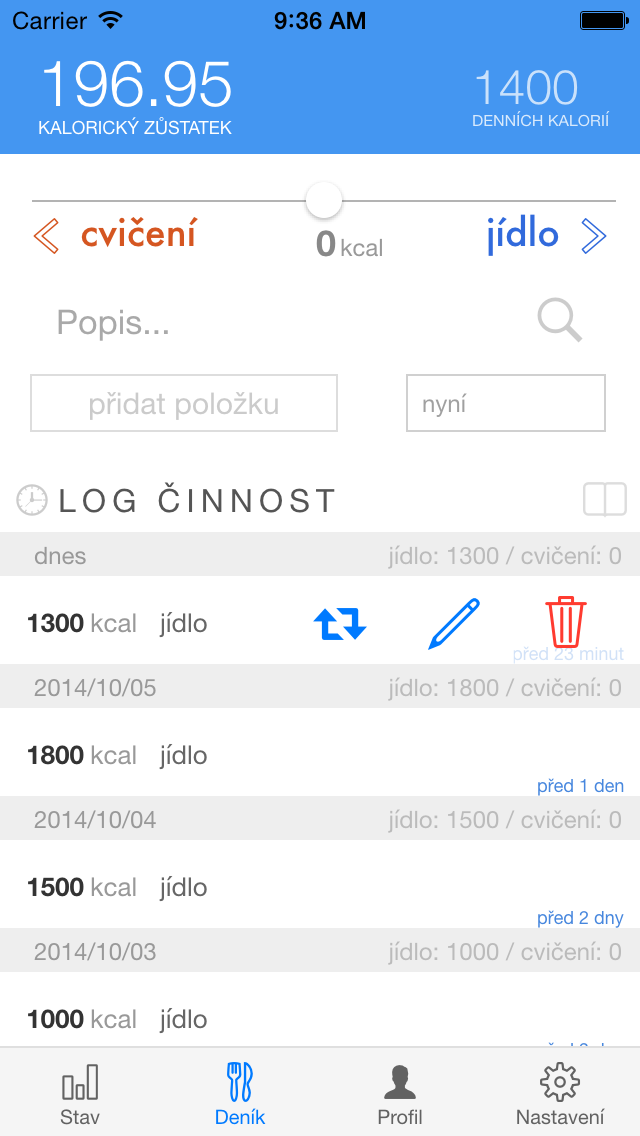 Carrier 9:36 AM
196.95 1400
KALORICKÝ ZŮSTATEK DENNÍCH KALORIÍ
cvičení 0 kcal jídlo
Popis...
přidat položku nyní
LOG ČINNOST
dnes jídlo: 1300 / cvičení: 0
1300 kcal jídlo
před 23 minut
2014/10/05 jídlo: 1800 / cvičení: 0
1800 kcal jídlo
před 1 den
2014/10/04 jídlo: 1500 / cvičení: 0
1500 kcal jídlo
před 2 dny
2014/10/03 jídlo: 1000 / cvičení: 0
1000 kcal jídlo
Stav Deník Profil Nastavení